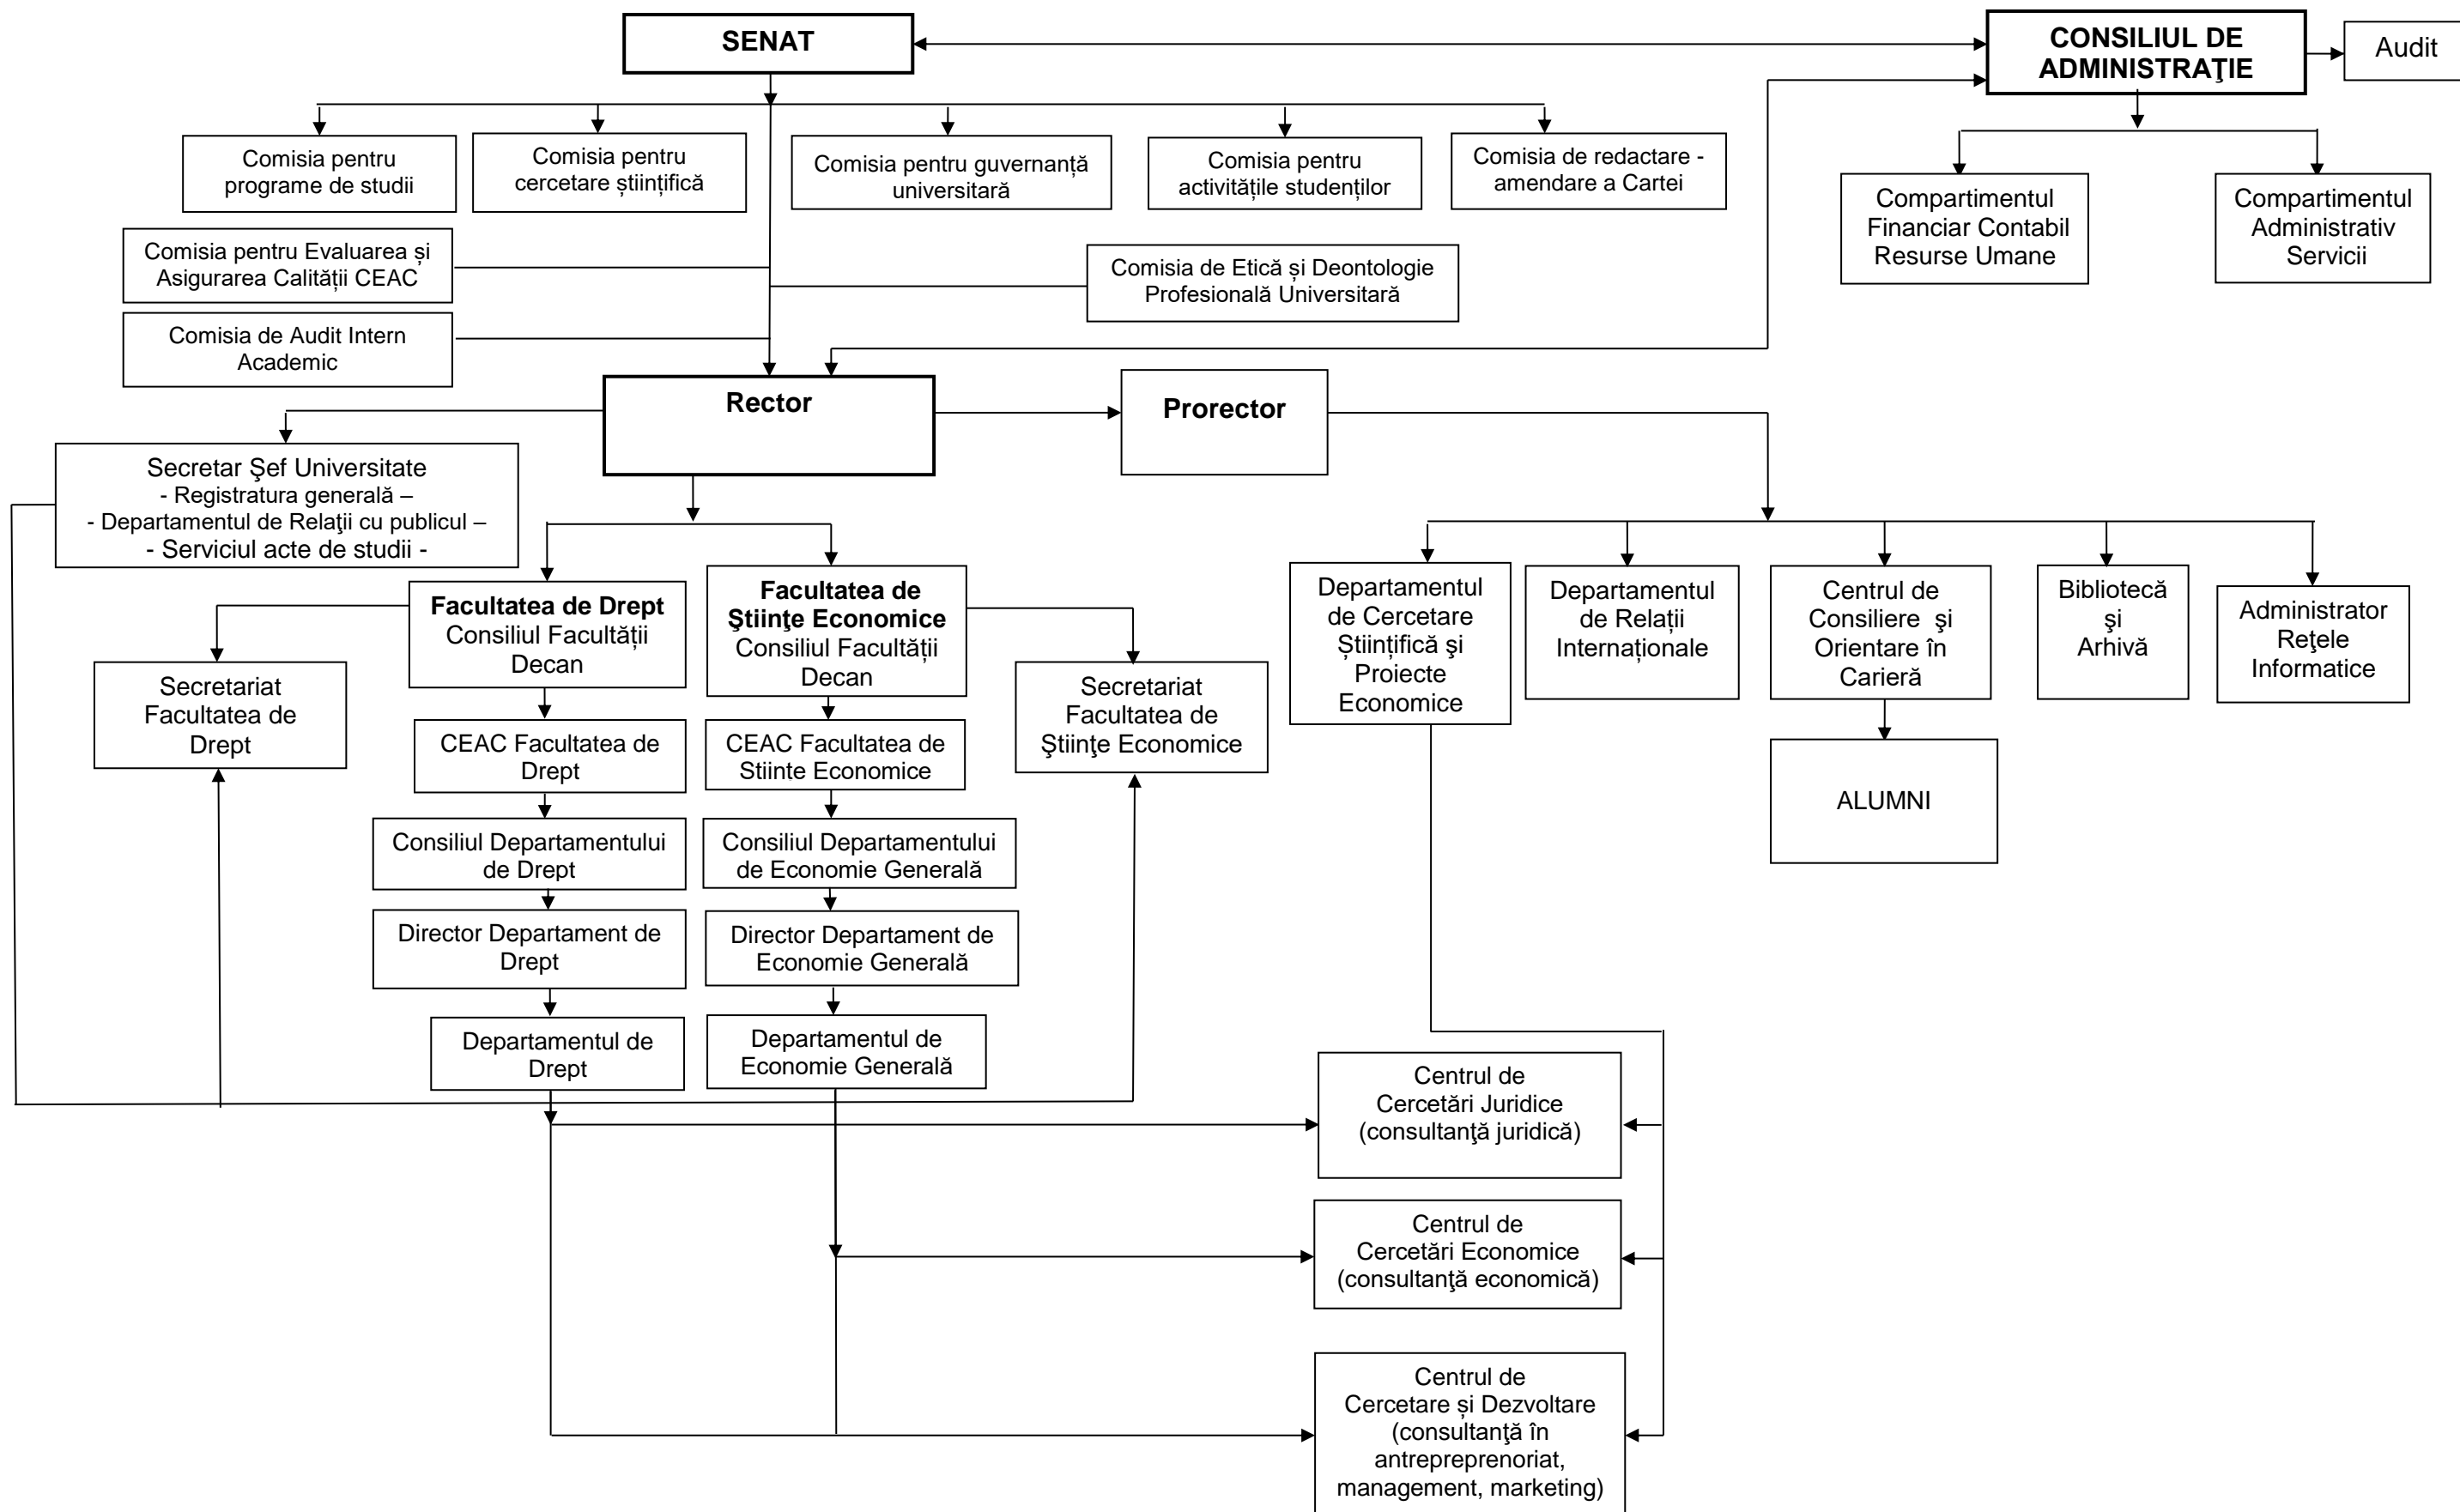 SENAT
CONSILIUL DE
ADMINISTRAŢIE
Audit
Comisia pentru
programe de studii
Comisia pentru
cercetare științifică
Comisia pentru guvernanță
universitară
Comisia pentru
activitățile studenților
Comisia de redactare -
amendare a Cartei
Compartimentul
Financiar Contabil
Resurse Umane
Compartimentul
Administrativ
Servicii
Comisia pentru Evaluarea și
Asigurarea Calității CEAC
Comisia de Etică și Deontologie
Profesională Universitară
Comisia de Audit Intern
Academic
Rector
Prorector
Secretar Şef Universitate
- Registratura generală –
- Departamentul de Relaţii cu publicul –
- Serviciul acte de studii -
Facultatea de Drept
Consiliul Facultății
Decan
Facultatea de
Ştiinţe Economice
Consiliul Facultății
Decan
Departamentul
de Cercetare
Științifică şi
Proiecte
Economice
Departamentul
de Relații
Internaționale
Centrul de
Consiliere şi
Orientare în
Carieră
Bibliotecă
şi
Arhivă
Administrator
Reţele
Informatice
Secretariat
Facultatea de
Drept
Secretariat
Facultatea de
Ştiinţe Economice
CEAC Facultatea de
Drept
CEAC Facultatea de
Stiinte Economice
ALUMNI
Consiliul Departamentului
de Drept
Consiliul Departamentului
de Economie Generală
Director Departament de
Drept
Director Departament de
Economie Generală
Departamentul de
Drept
Departamentul de
Economie Generală
Centrul de
Cercetări Juridice
(consultanţă juridică)
Centrul de
Cercetări Economice
(consultanţă economică)
Centrul de
Cercetare și Dezvoltare
(consultanţă în
antrepreprenoriat,
management, marketing)